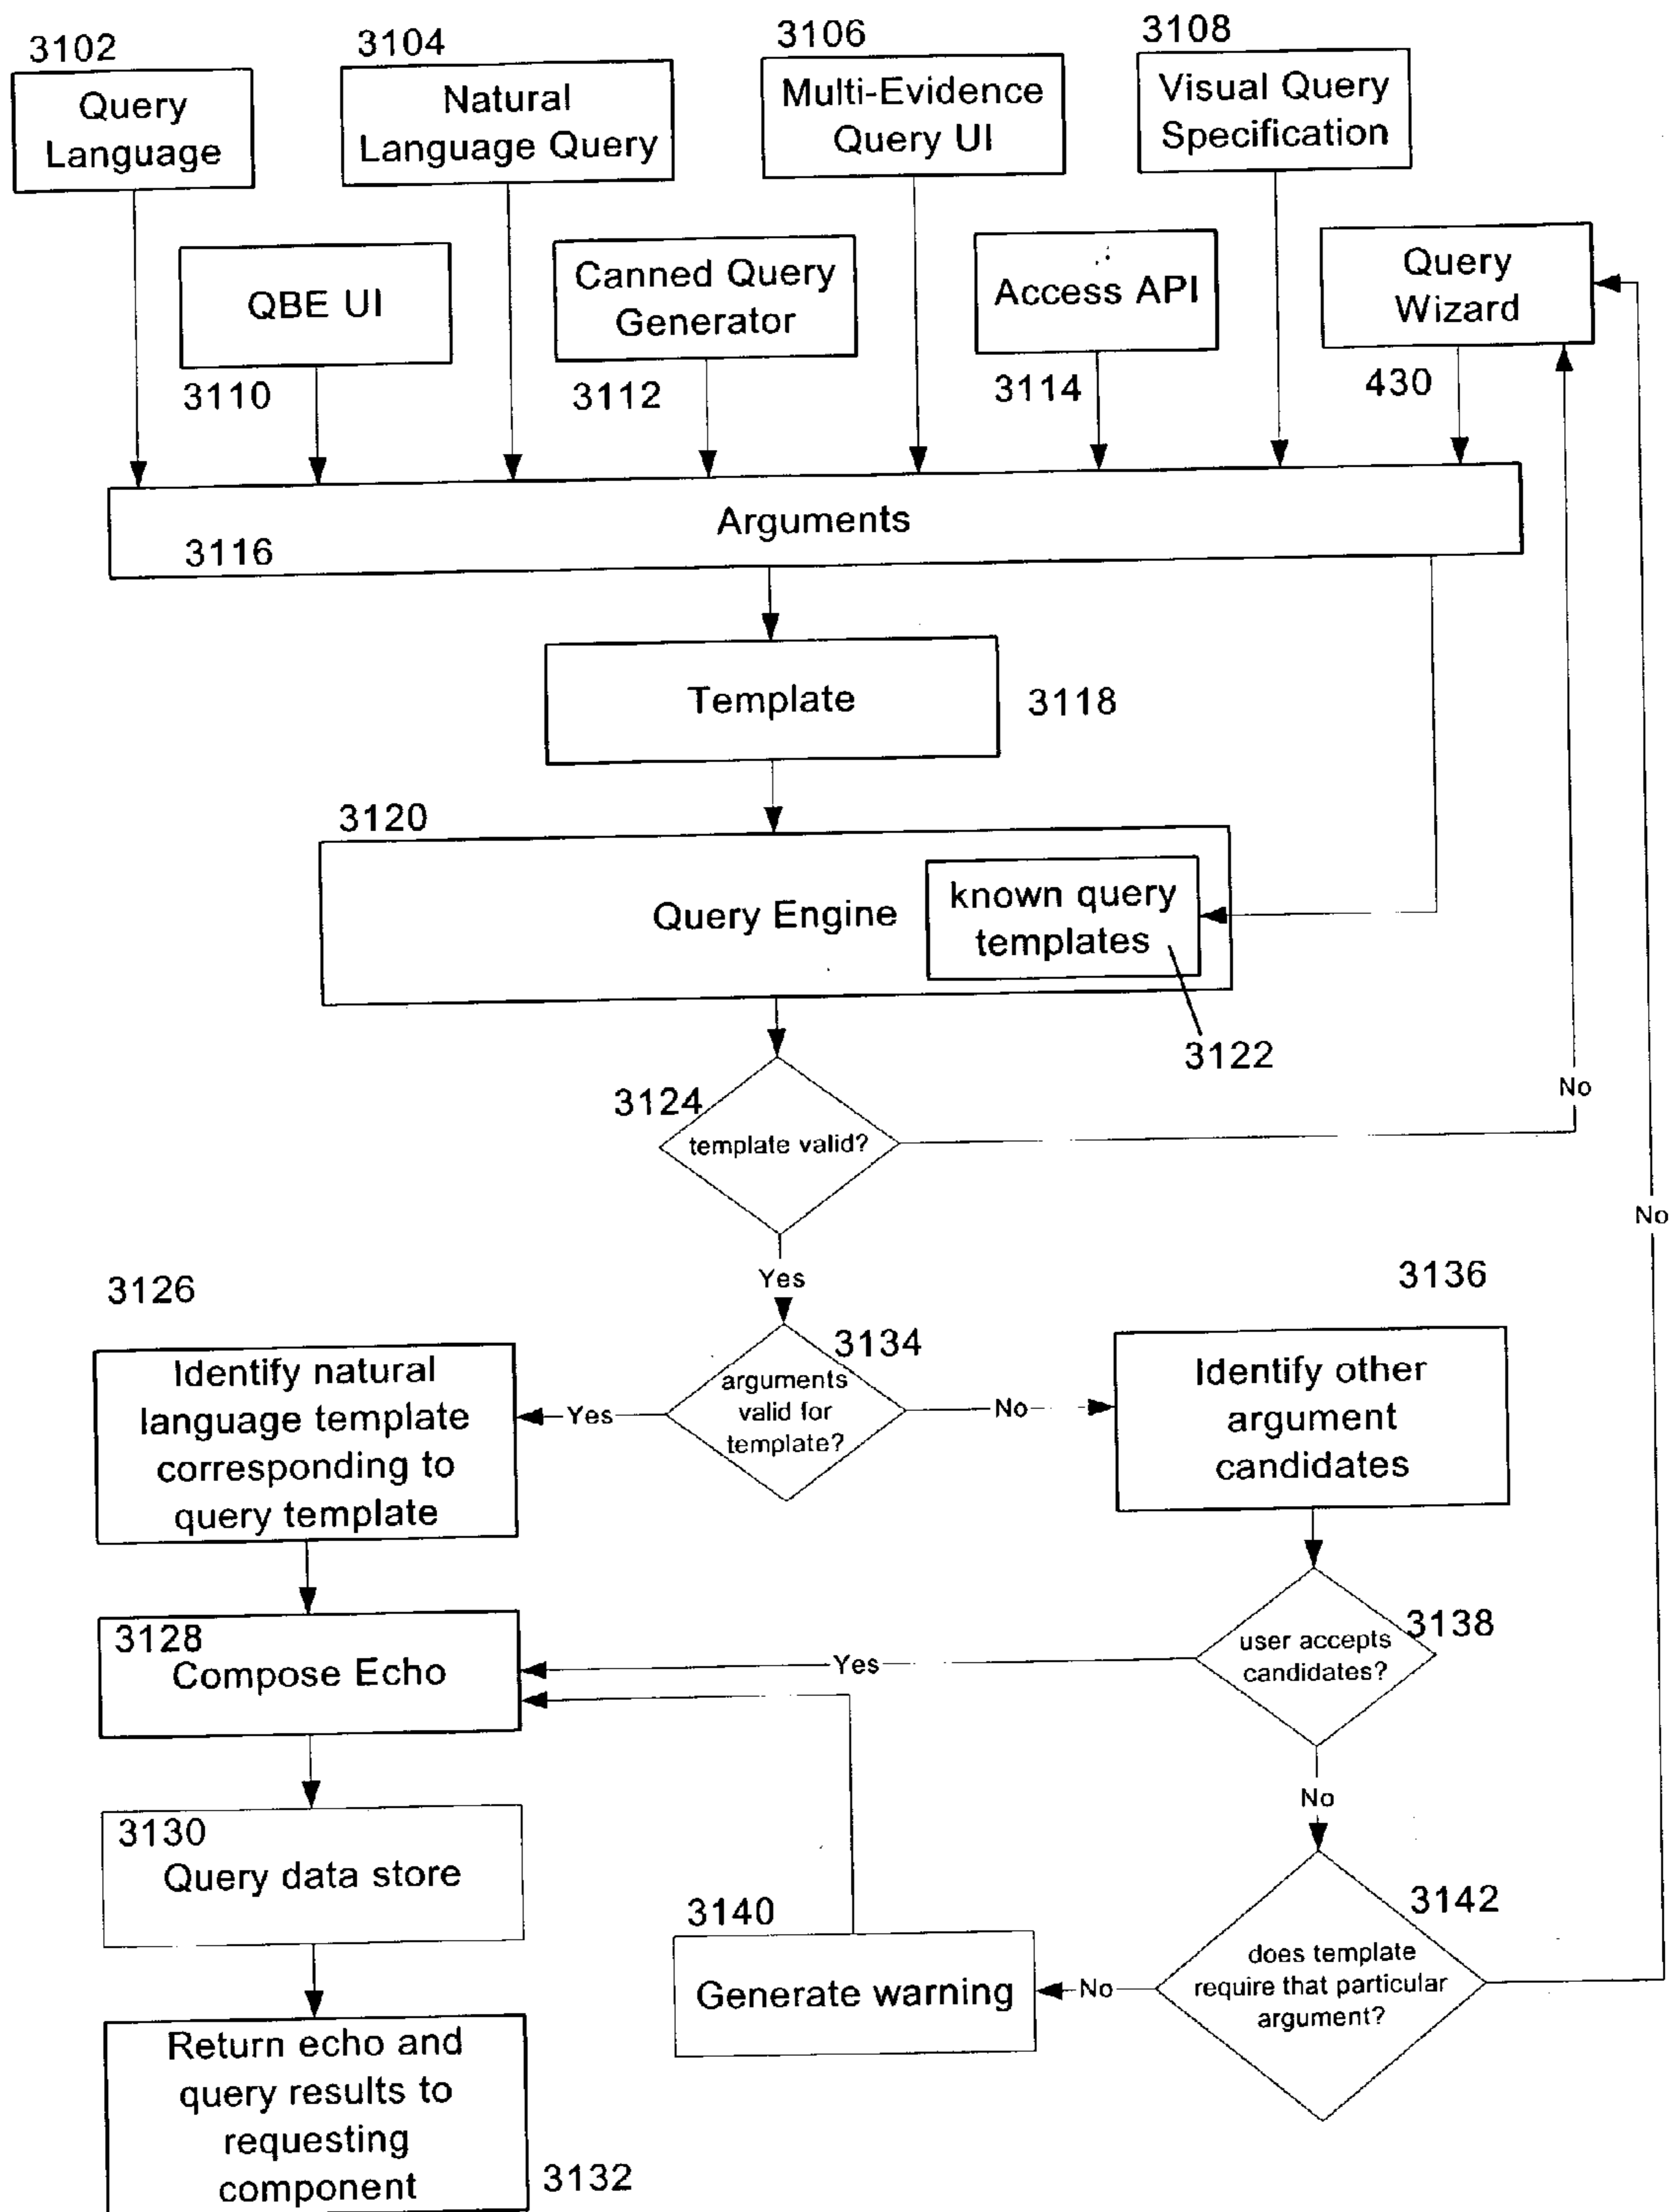 3102
3104
3106
3108
Query
Language
Natural
Language Query
Multi-Evidence
Query UI
Visual Query
Specification
QBE UI
Canned Query
Generator
Access API
Query
Wizard
3110
3112
3114
430
Arguments
3116
Template
3118
3120
Query Engine
known query
templates
3122
3124
template valid?
No
No
Yes
3126
3134
3136
Identify natural
language template
corresponding to
query template
Yes
arguments
valid for
template?
No
Identify other
argument
candidates
3128
Compose Echo
Yes
user accepts
candidates?
3138
No
3130
Query data store
3140
Generate warning
No
3142
does template
require that particular
argument?
Return echo and
query results to
requesting
component
3132